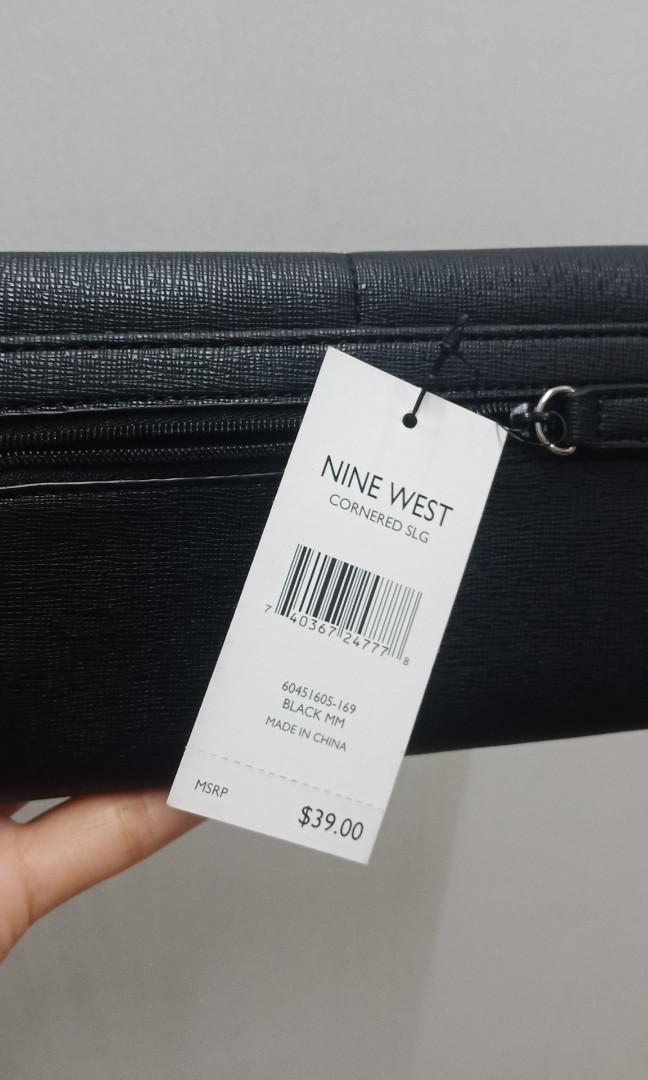 NINE WEST
CORNERED SLG
7 40367 24777 8
60451605-169
BLACK MM
MADE IN CHINA
MSRP $39.00